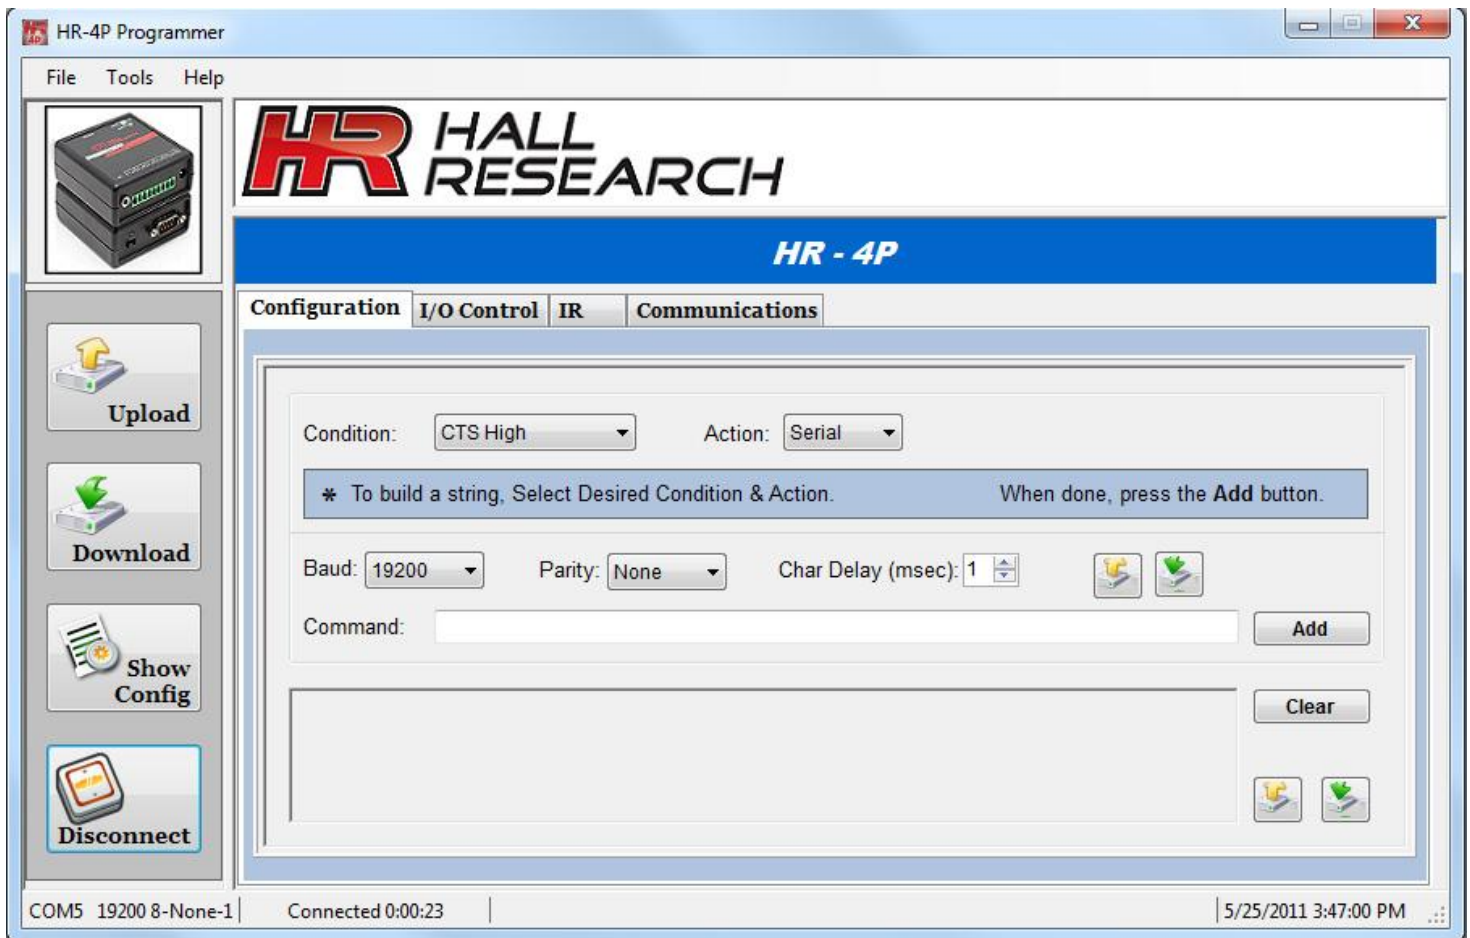 HR-4P Programmer
File Tools Help
HR HALL
RESEARCH
HR - 4P
Configuration I/O Control IR Communications
Upload
Download
Show
Config
Disconnect
Condition: CTS High Action: Serial
* To build a string, Select Desired Condition & Action. When done, press the Add button.
Baud: 19200 Parity: None Char Delay (msec): 1
Command: Add
Clear
COM5 19200 8-None-1 Connected 0:00:23 5/25/2011 3:47:00 PM